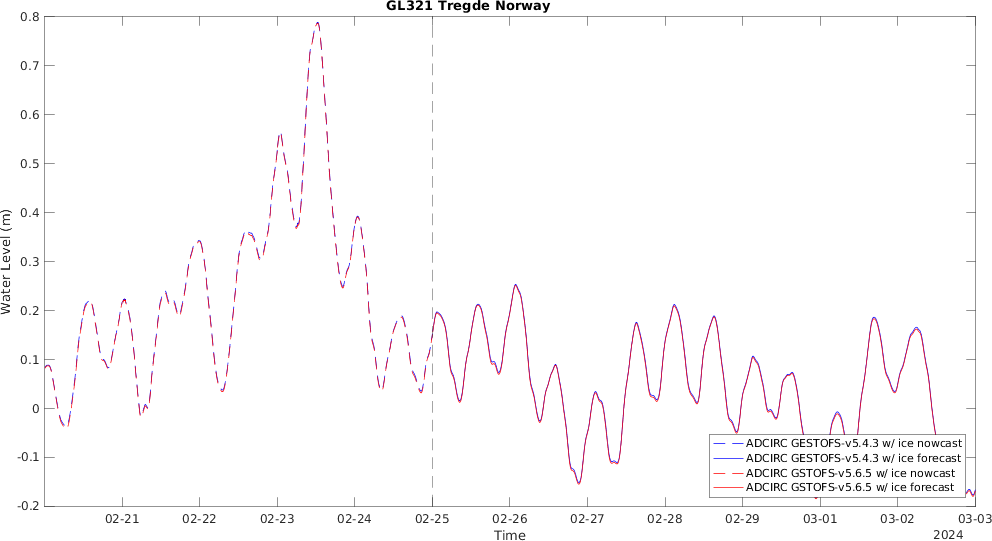 GL321 Tregde Norway
0.8
0.7
0.6
0.5
0.4
0.3
0.2
0.1
0
-0.1
-0.2
Water Level (m)
ADCIRC GESTOFS-v5.4.3 w/ ice nowcast
ADCIRC GESTOFS-v5.4.3 w/ ice forecast
ADCIRC GSTOFS-v5.6.5 w/ ice nowcast
ADCIRC GSTOFS-v5.6.5 w/ ice forecast
02-21 02-22 02-23 02-24 02-25 02-26 02-27 02-28 02-29 03-01 03-02 03-03
Time
2024